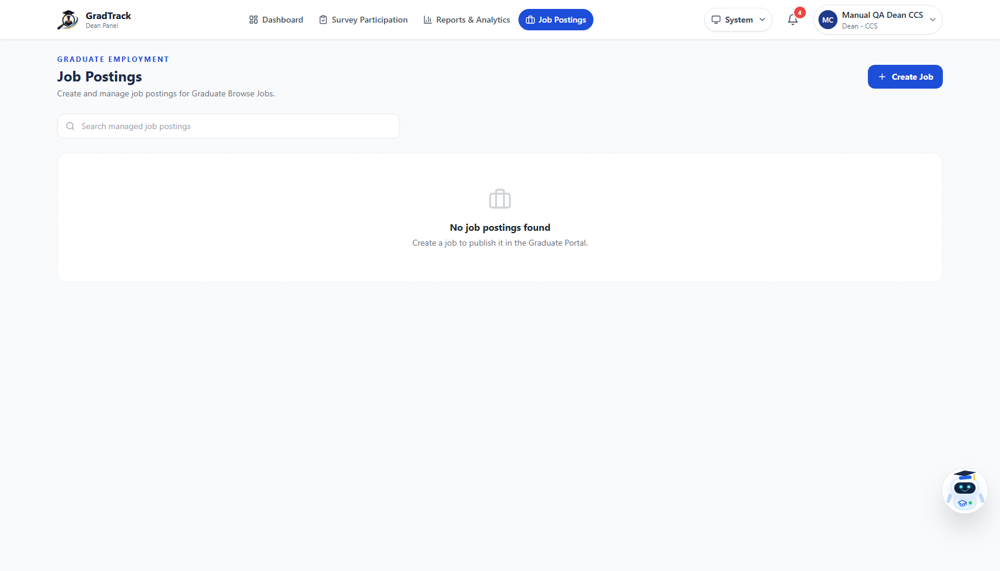 GradTrack
Dean Panel
Dashboard
Survey Participation
Reports & Analytics
Job Postings
System
4
MC
Manual QA Dean CCS
Dean - CCS
GRADUATE EMPLOYMENT
Job Postings
Create and manage job postings for Graduate Browse Jobs.
Create Job
Search managed job postings
No job postings found
Create a job to publish it in the Graduate Portal.